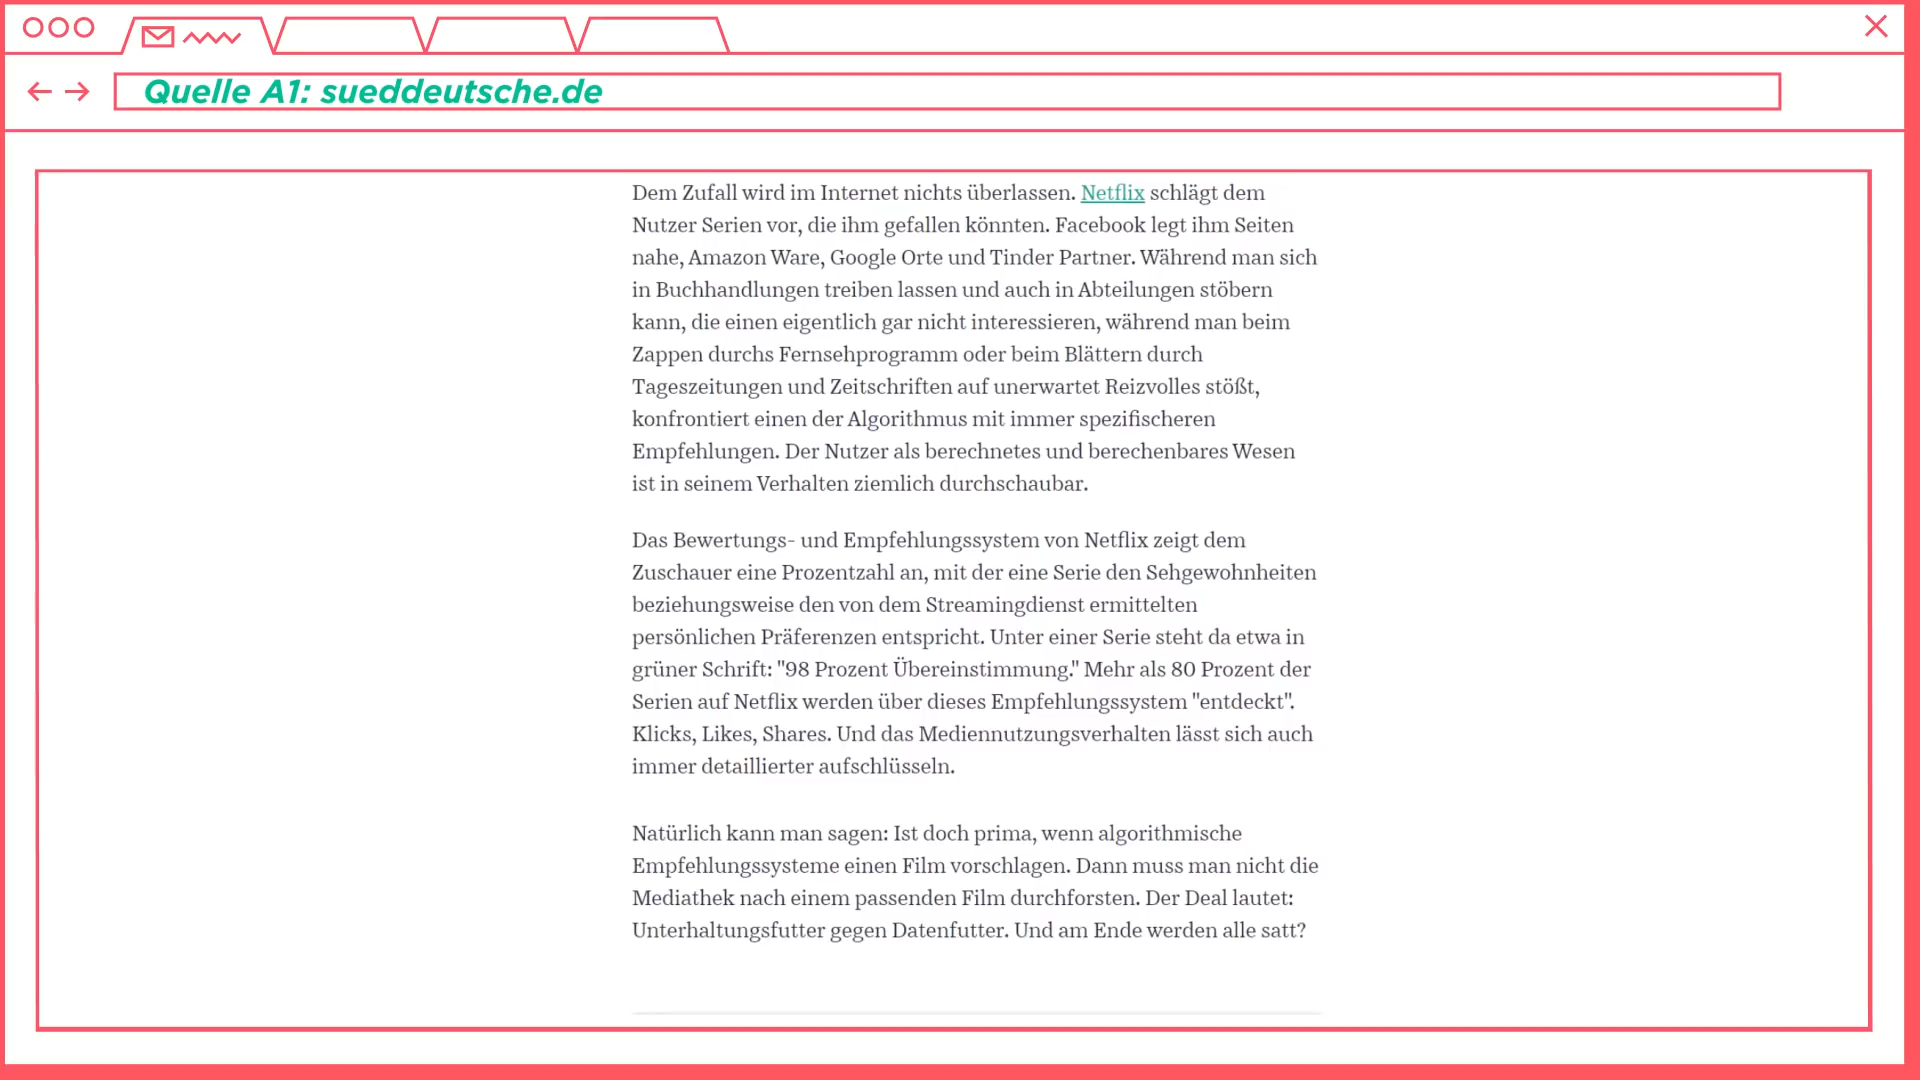 Quelle A1: sueddeutsche.de
Dem Zufall wird im Internet nichts überlassen. Netflix schlägt dem
Nutzer Serien vor, die ihm gefallen könnten. Facebook legt ihm Seiten
nahe, Amazon Ware, Google Orte und Tinder Partner. Während man sich
in Buchhandlungen treiben lassen und auch in Abteilungen stöbern
kann, die einen eigentlich gar nicht interessieren, während man beim
Zappen durchs Fernsehprogramm oder beim Blättern durch
Tageszeitungen und Zeitschriften auf unerwartet Reizvolles stößt,
konfrontiert einen der Algorithmus mit immer spezifischeren
Empfehlungen. Der Nutzer als berechnetes und berechenbares Wesen
ist in seinem Verhalten ziemlich durchschaubar.
Das Bewertungs- und Empfehlungssystem von Netflix zeigt dem
Zuschauer eine Prozentzahl an, mit der eine Serie den Sehgewohnheiten
beziehungsweise den von dem Streamingdienst ermittelten
persönlichen Präferenzen entspricht. Unter einer Serie steht da etwa in
grüner Schrift: "98 Prozent Übereinstimmung." Mehr als 80 Prozent der
Serien auf Netflix werden über dieses Empfehlungssystem "entdeckt".
Klicks, Likes, Shares. Und das Mediennutzungsverhalten lässt sich auch
immer detaillierter aufschlüsseln.
Natürlich kann man sagen: Ist doch prima, wenn algorithmische
Empfehlungssysteme einen Film vorschlagen. Dann muss man nicht die
Mediathek nach einem passenden Film durchforsten. Der Deal lautet:
Unterhaltungsfutter gegen Datenfutter. Und am Ende werden alle satt?